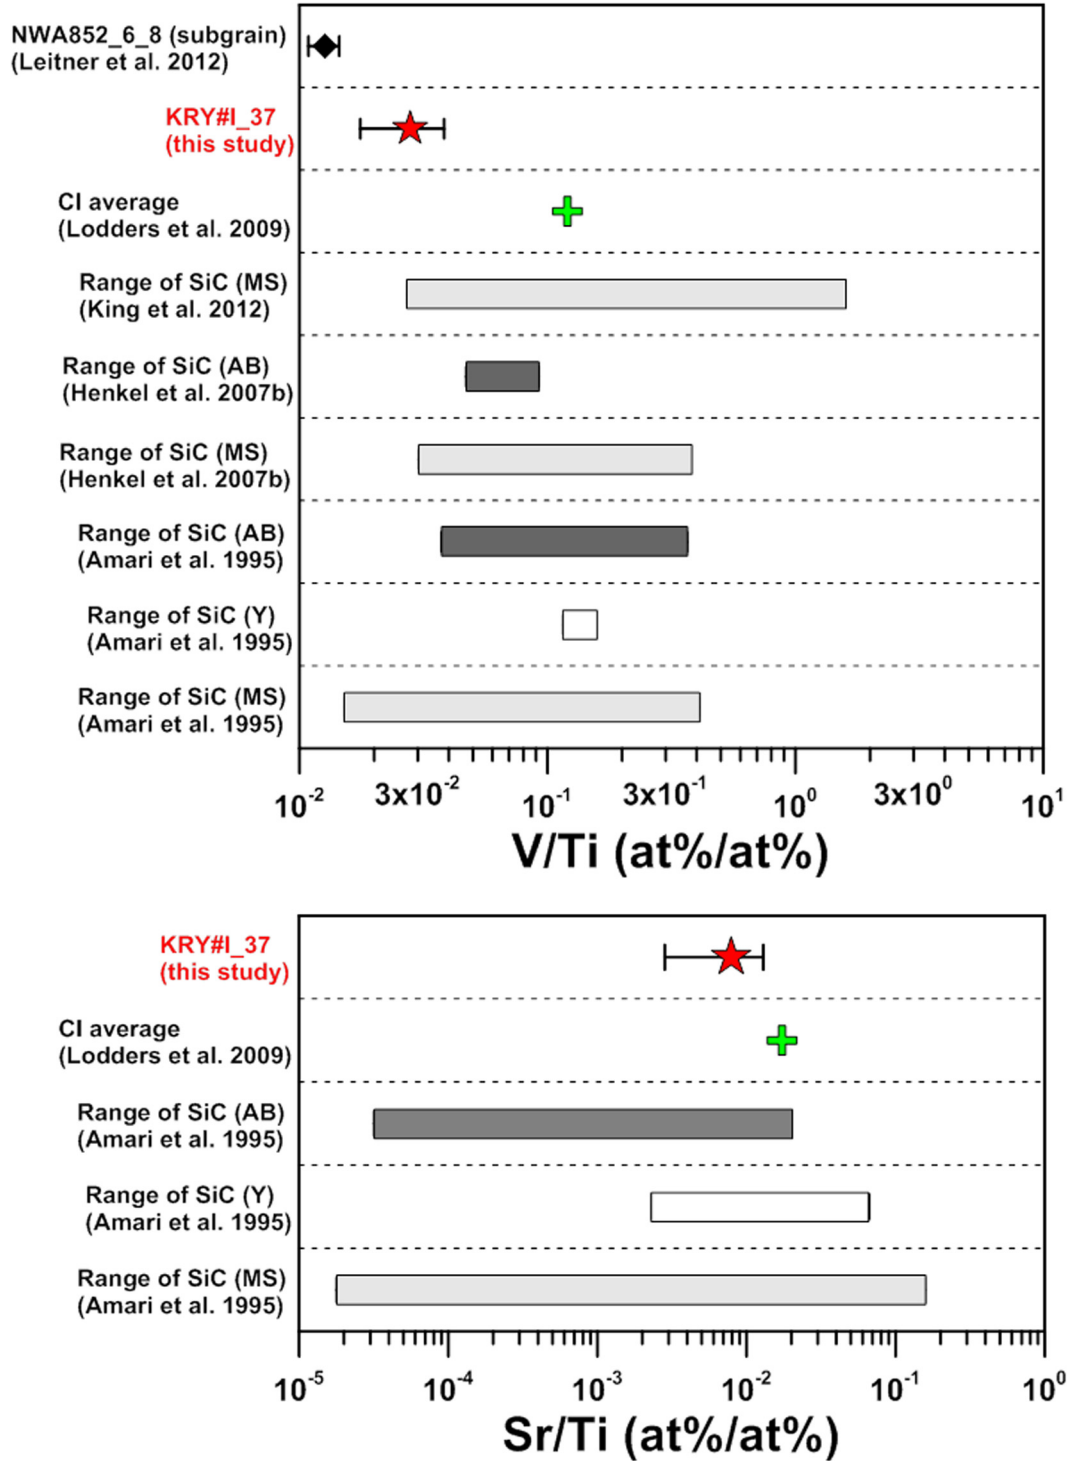 NWA852_6_8 (subgrain)
(Leitner et al. 2012)
KRY#I_37
(this study)
CI average
(Lodders et al. 2009)
Range of SiC (MS)
(King et al. 2012)
Range of SiC (AB)
(Henkel et al. 2007b)
Range of SiC (MS)
(Henkel et al. 2007b)
Range of SiC (AB)
(Amari et al. 1995)
Range of SiC (Y)
(Amari et al. 1995)
Range of SiC (MS)
(Amari et al. 1995)
10⁻² 3x10⁻² 10⁻¹ 3x10⁻¹ 10⁰ 3x10⁰ 10¹
V/Ti (at%/at%)
KRY#I_37
(this study)
CI average
(Lodders et al. 2009)
Range of SiC (AB)
(Amari et al. 1995)
Range of SiC (Y)
(Amari et al. 1995)
Range of SiC (MS)
(Amari et al. 1995)
10⁻⁵ 10⁻⁴ 10⁻³ 10⁻² 10⁻¹ 10⁰
Sr/Ti (at%/at%)